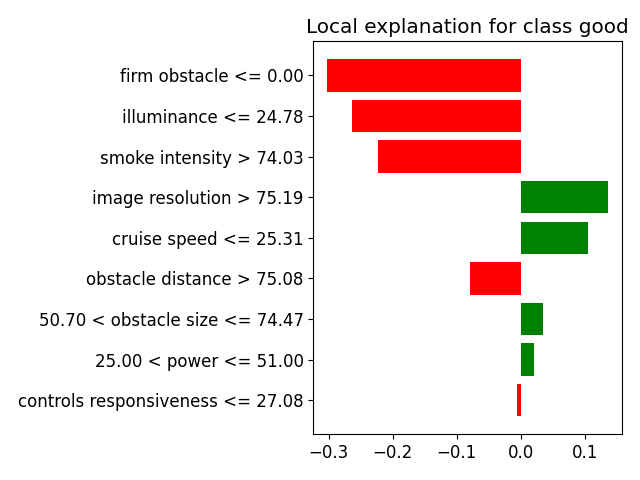 Local explanation for class good
firm obstacle <= 0.00
illuminance <= 24.78
smoke intensity > 74.03
image resolution > 75.19
cruise speed <= 25.31
obstacle distance > 75.08
50.70 < obstacle size <= 74.47
25.00 < power <= 51.00
controls responsiveness <= 27.08
−0.3 −0.2 −0.1 0.0 0.1